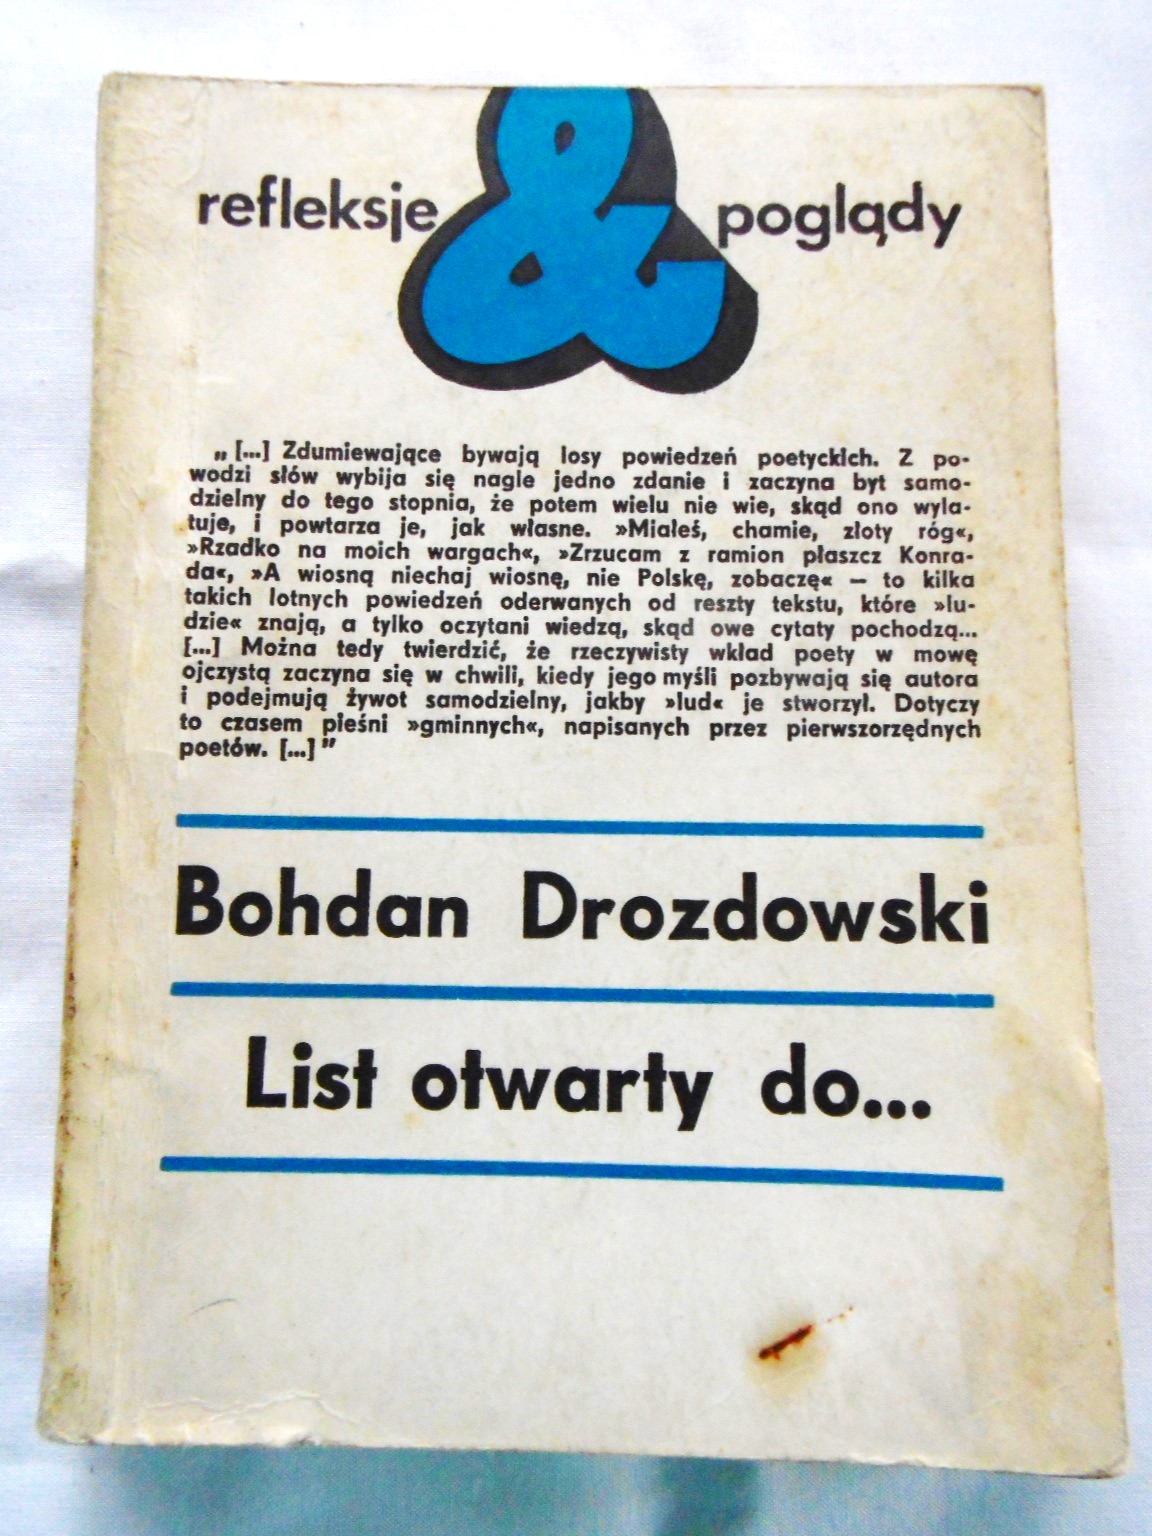 refleksje & poglądy
„ [...] Zdumiewające bywają losy powiedzeń poetyckich. Z po-
wodzi słów wybija się nagle jedno zdanie i zaczyna byt samo-
dzielny do tego stopnia, że potem wielu nie wie, skąd ono wyla-
tuje, i powtarza je, jak własne. »Miałeś, chamie, złoty róg«,
»Rzadko na moich wargach«, »Zrzucam z ramion płaszcz Konra-
da«, »A wiosną niechaj wiosnę, nie Polskę, zobaczę« — to kilka
takich lotnych powiedzeń oderwanych od reszty tekstu, które »lu-
dzie« znają, a tylko oczytani wiedzą, skąd owe cytaty pochodzą...
[...] Można tedy twierdzić, że rzeczywisty wkład poety w mowę
ojczystą zaczyna się w chwili, kiedy jego myśli pozbywają się autora
i podejmują żywot samodzielny, jakby »lud« je stworzył. Dotyczy
to czasem pieśni »gminnych«, napisanych przez pierwszorzędnych
poetów. [...] ”
Bohdan Drozdowski
List otwarty do...